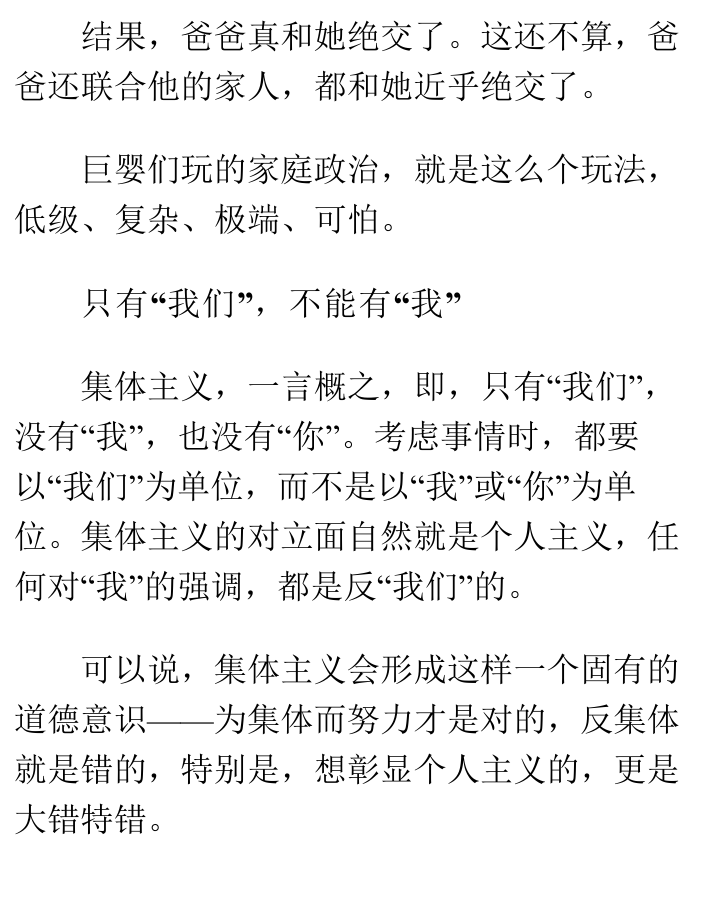 结果，爸爸真和她绝交了。这还不算，爸
爸还联合他的家人，都和她近乎绝交了。
巨婴们玩的家庭政治，就是这么个玩法，
低级、复杂、极端、可怕。
只有“我们”，不能有“我”
集体主义，一言概之，即，只有“我们”，
没有“我”，也没有“你”。考虑事情时，都要
以“我们”为单位，而不是以“我”或“你”为单
位。集体主义的对立面自然就是个人主义，任
何对“我”的强调，都是反“我们”的。
可以说，集体主义会形成这样一个固有的
道德意识——为集体而努力才是对的，反集体
就是错的，特别是，想彰显个人主义的，更是
大错特错。